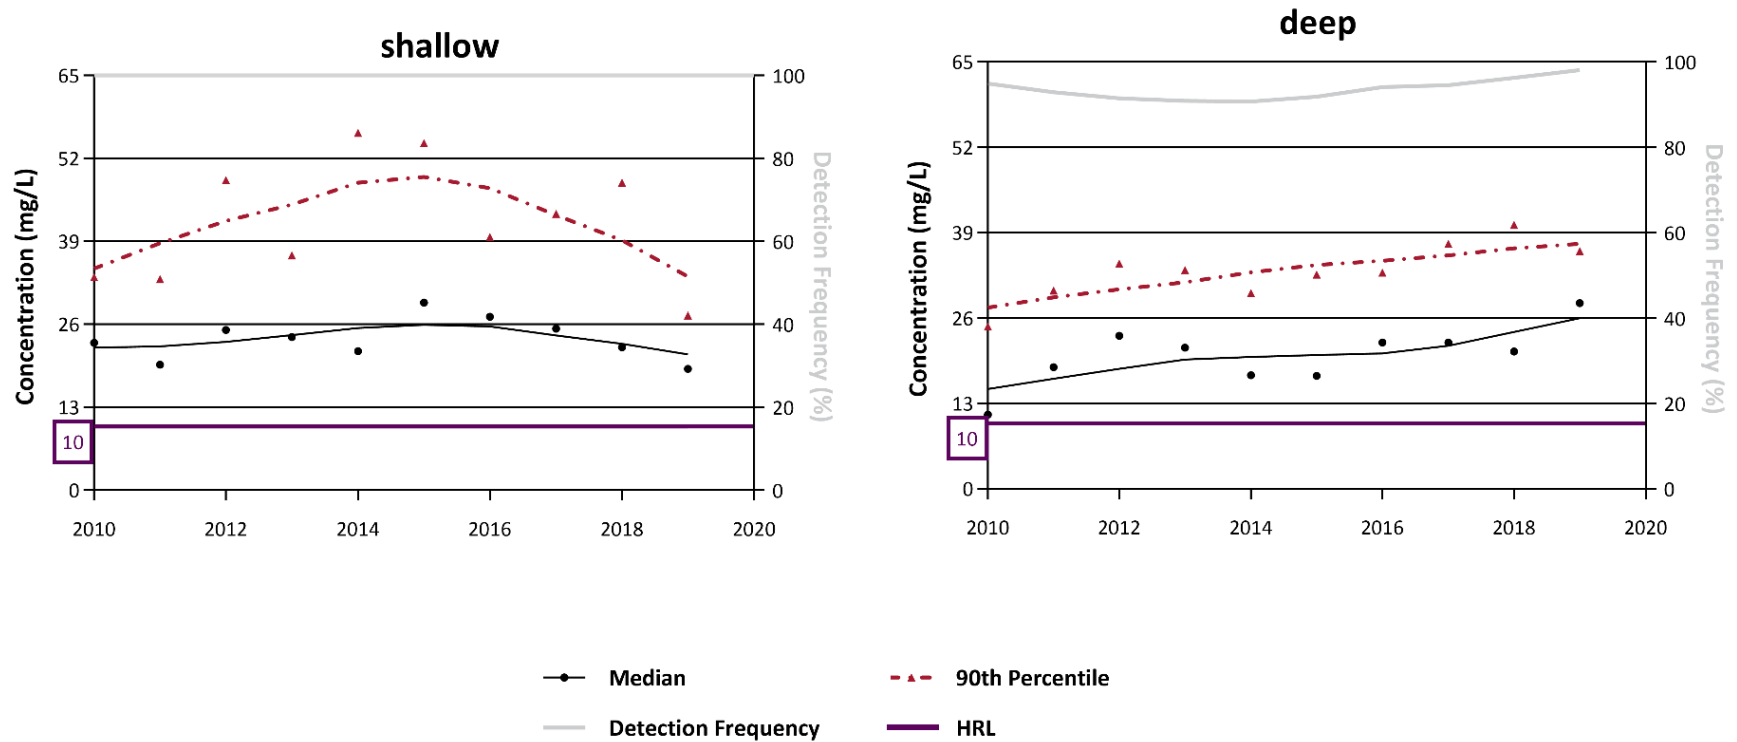 shallow
deep
65
52
39
26
13
0
10
100
80
60
40
20
0
Concentration (mg/L)
Detection Frequency (%)
2010 2012 2014 2016 2018 2020
65
52
39
26
13
0
10
100
80
60
40
20
0
Concentration (mg/L)
Detection Frequency (%)
2010 2012 2014 2016 2018 2020
Median
90th Percentile
Detection Frequency
HRL